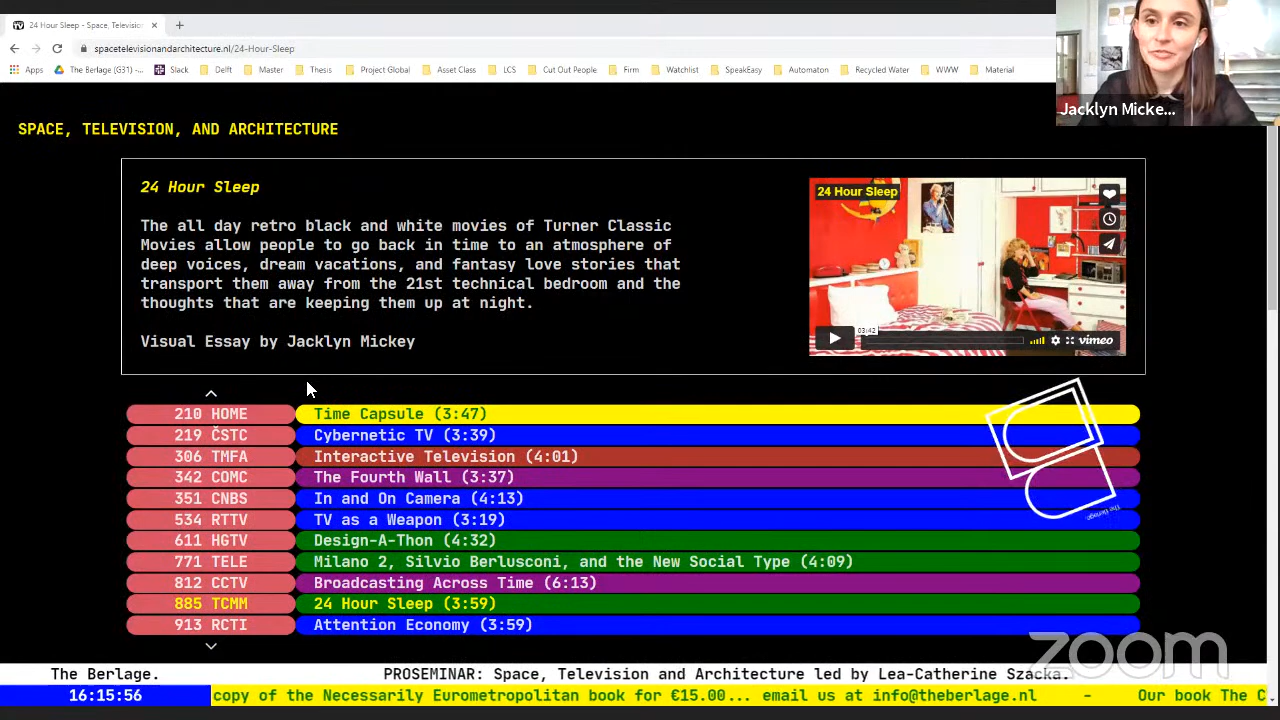 24 Hour Sleep - Space, Televisio
spacetelevisionandarchitecture.nl/24-Hour-Sleep
Apps The Berlage (G31) -... Slack Delft Master Thesis Project Global Asset Class LCS Cut Out People Firm Watchlist SpeakEasy Automaton Recycled Water WWW Material
Jacklyn Micke...
SPACE, TELEVISION, AND ARCHITECTURE
24 Hour Sleep
The all day retro black and white movies of Turner Classic
Movies allow people to go back in time to an atmosphere of
deep voices, dream vacations, and fantasy love stories that
transport them away from the 21st technical bedroom and the
thoughts that are keeping them up at night.
Visual Essay by Jacklyn Mickey
24 Hour Sleep
03:42
vimeo
210 HOME Time Capsule (3:47)
219 ČSTC Cybernetic TV (3:39)
306 TMFA Interactive Television (4:01)
342 COMC The Fourth Wall (3:37)
351 CNBS In and On Camera (4:13)
534 RTTV TV as a Weapon (3:19)
611 HGTV Design-A-Thon (4:32)
771 TELE Milano 2, Silvio Berlusconi, and the New Social Type (4:09)
812 CCTV Broadcasting Across Time (6:13)
885 TCMM 24 Hour Sleep (3:59)
913 RCTI Attention Economy (3:59)
The Berlage.
zoom
The Berlage. PROSEMINAR: Space, Television and Architecture led by Lea-Catherine Szacka.
16:15:56 copy of the Necessarily Eurometropolitan book for €15.00... email us at info@theberlage.nl - Our book The C